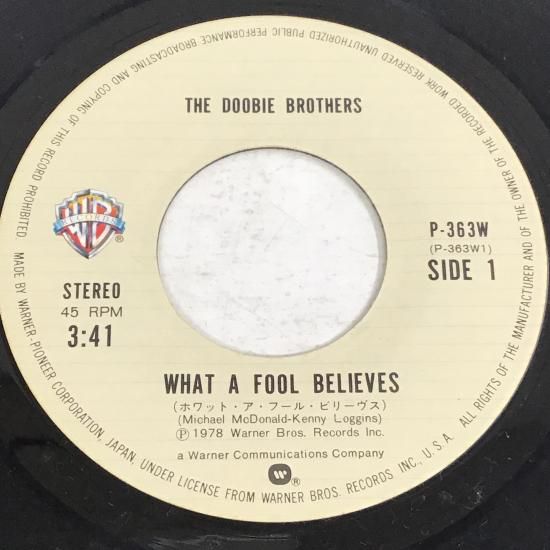 THE DOOBIE BROTHERS
RECORDS
WB
®
P-363W
(P-363W1)
SIDE 1
STEREO
45 RPM
3:41
WHAT A FOOL BELIEVES
(ホワット・ア・フール・ビリーヴス)
(Michael McDonald-Kenny Loggins)
Ⓟ 1978 Warner Bros. Records Inc.
a Warner Communications Company
®
MADE BY WARNER-PIONEER CORPORATION, JAPAN, UNDER LICENSE FROM WARNER BROS. RECORDS INC., U.S.A. ALL RIGHTS OF THE MANUFACTURER AND OF THE OWNER OF THE RECORDED WORK RESERVED UNAUTHORIZED PUBLIC PERFORMANCE BROADCASTING AND COPYING OF THIS RECORD PROHIBITED.